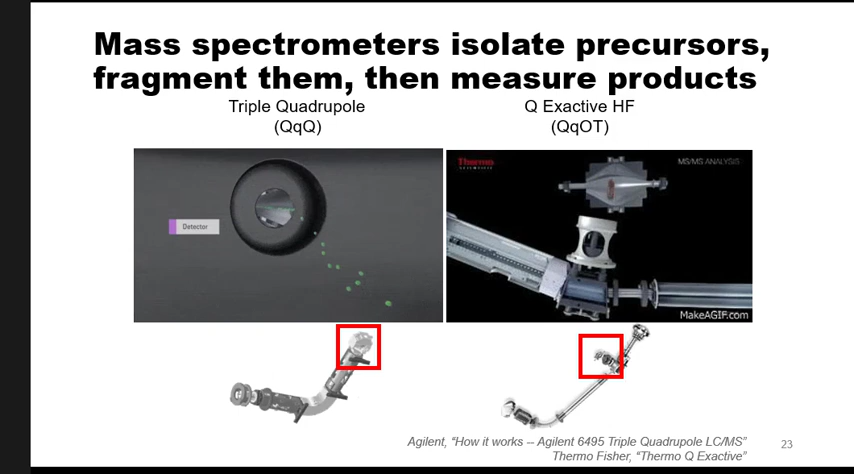 Mass spectrometers isolate precursors,
fragment them, then measure products
Triple Quadrupole
(QqQ)
Q Exactive HF
(QqOT)
Detector
Thermo
SCIENTIFIC
MS/MS ANALYSIS
MakeAGIF.com
Agilent, “How it works -- Agilent 6495 Triple Quadrupole LC/MS”
Thermo Fisher, “Thermo Q Exactive”
23